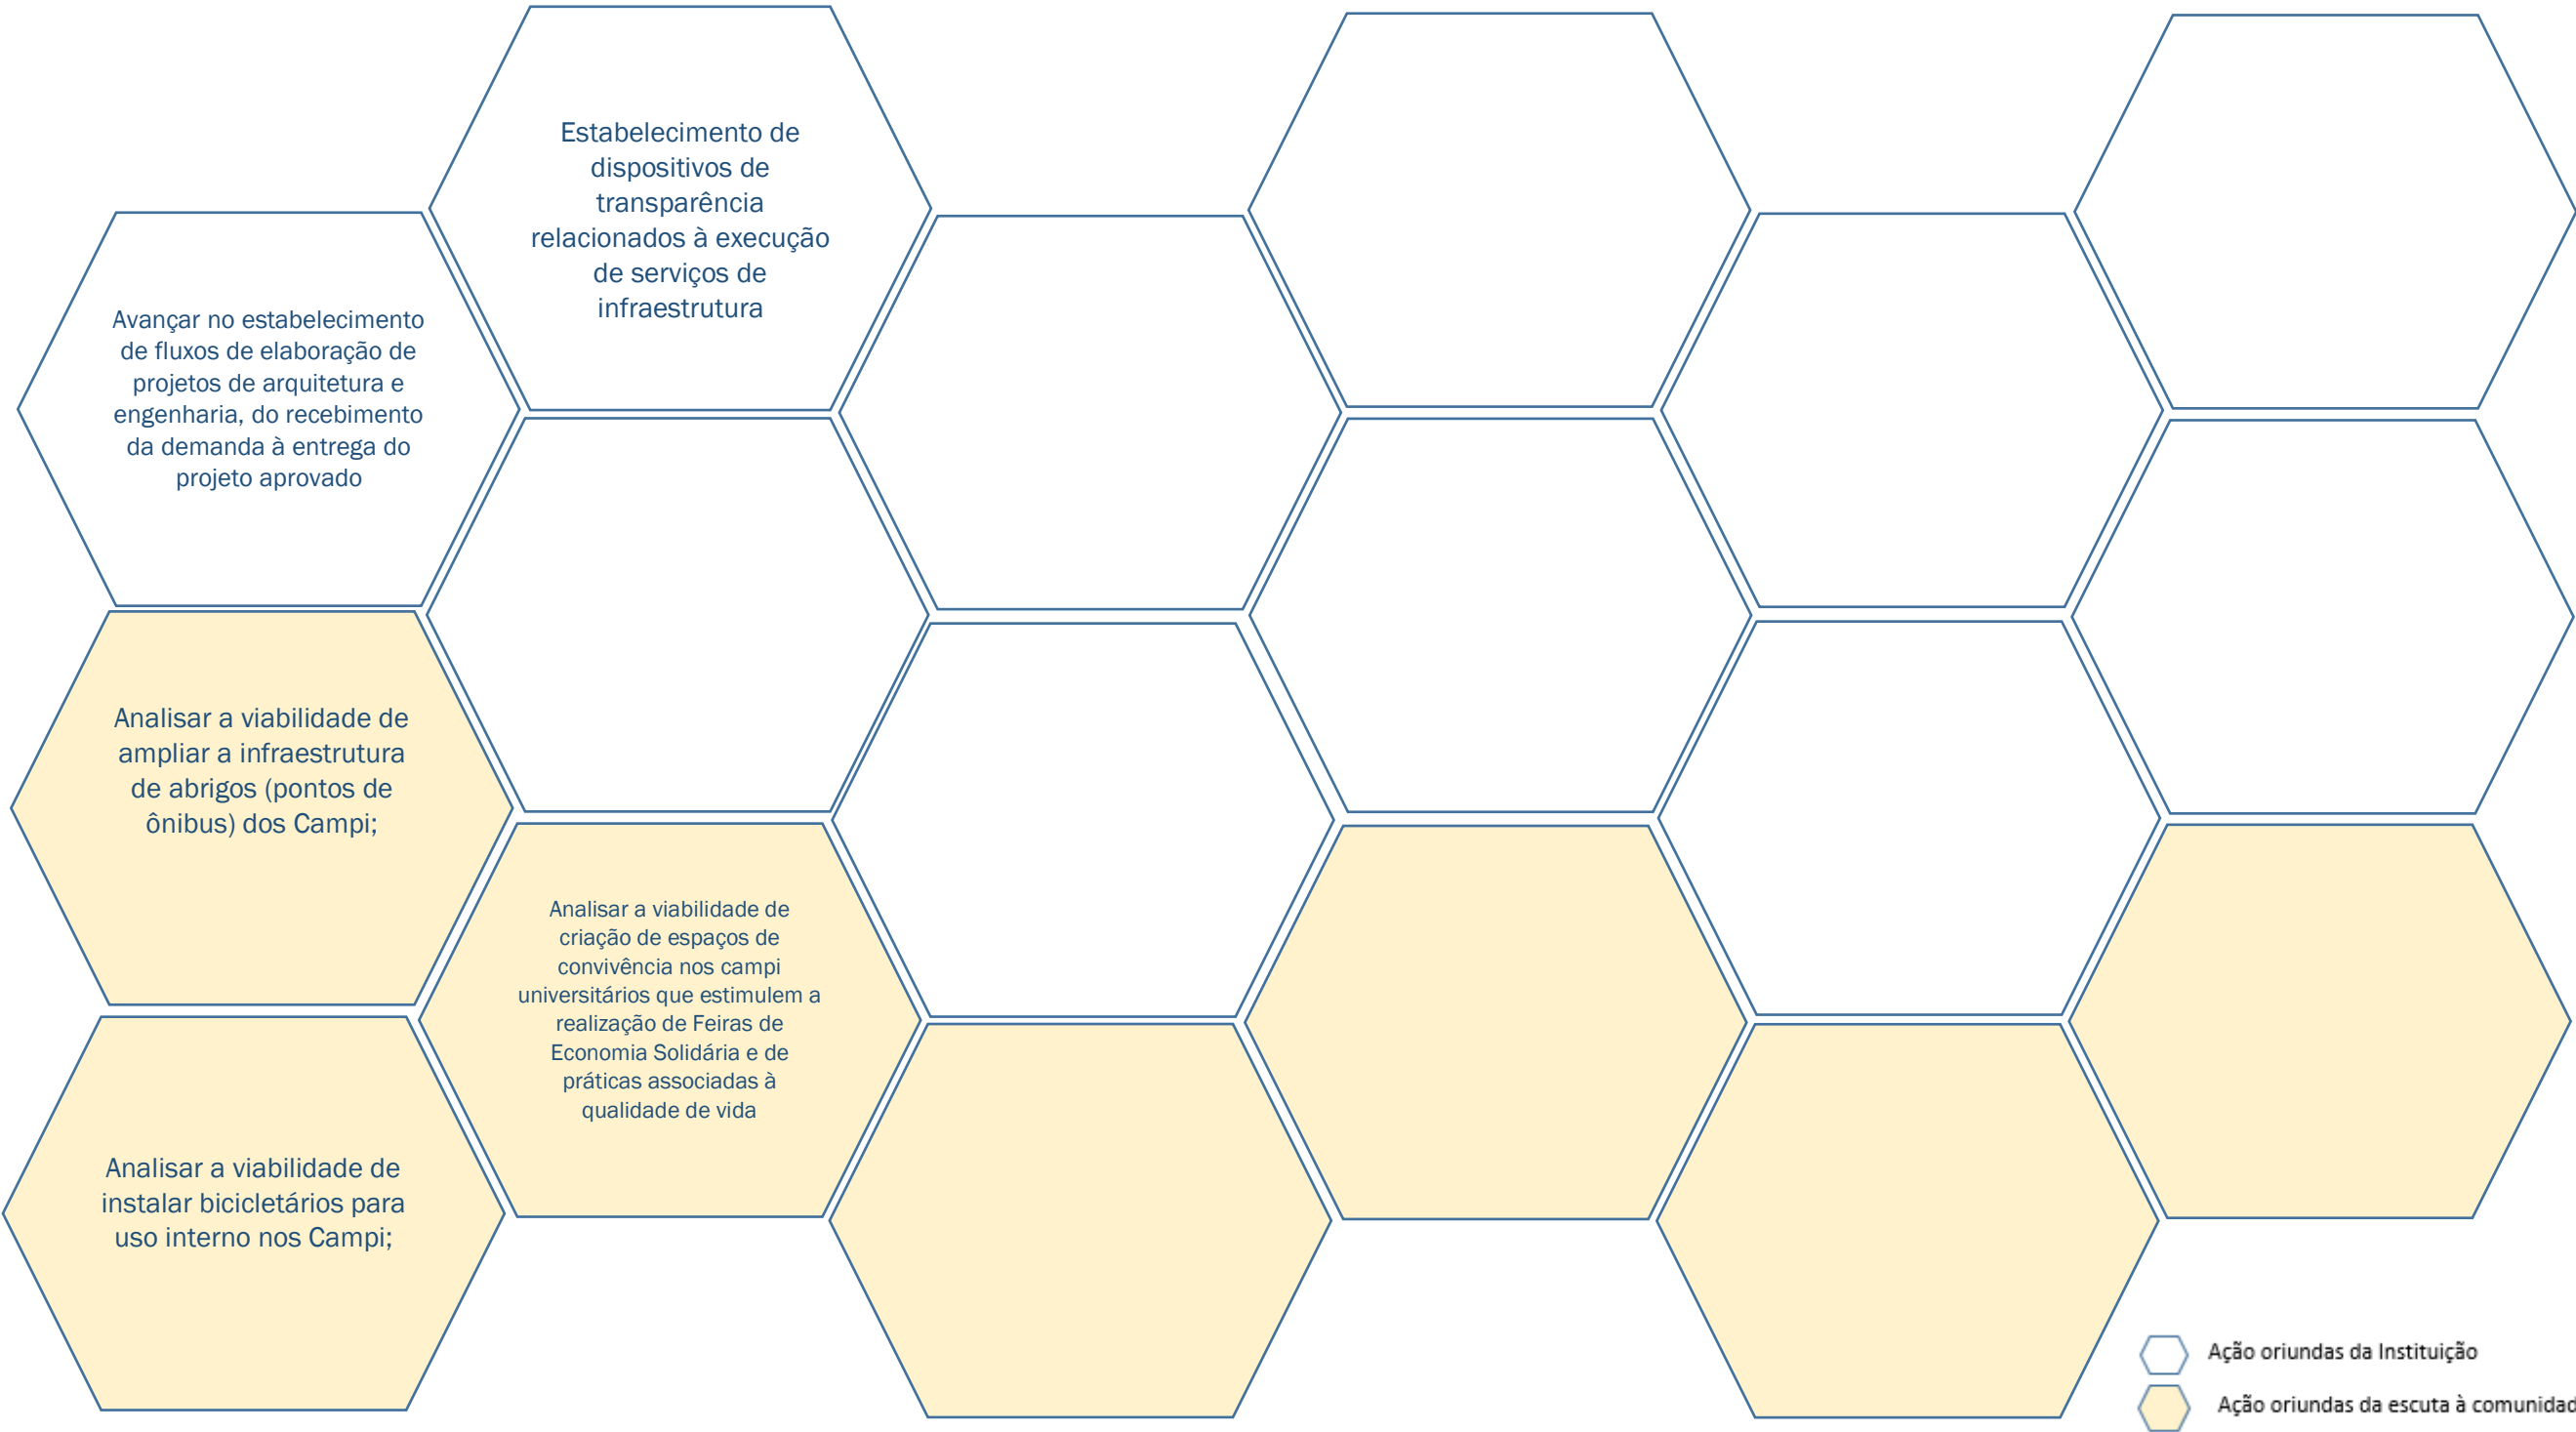 Estabelecimento de
dispositivos de
transparência
relacionados à execução
de serviços de
infraestrutura
Avançar no estabelecimento
de fluxos de elaboração de
projetos de arquitetura e
engenharia, do recebimento
da demanda à entrega do
projeto aprovado
Analisar a viabilidade de
ampliar a infraestrutura
de abrigos (pontos de
ônibus) dos Campi;
Analisar a viabilidade de
criação de espaços de
convivência nos campi
universitários que estimulem a
realização de Feiras de
Economia Solidária e de
práticas associadas à
qualidade de vida
Analisar a viabilidade de
instalar bicicletários para
uso interno nos Campi;
Ação oriundas da Instituição
Ação oriundas da escuta à comunidad